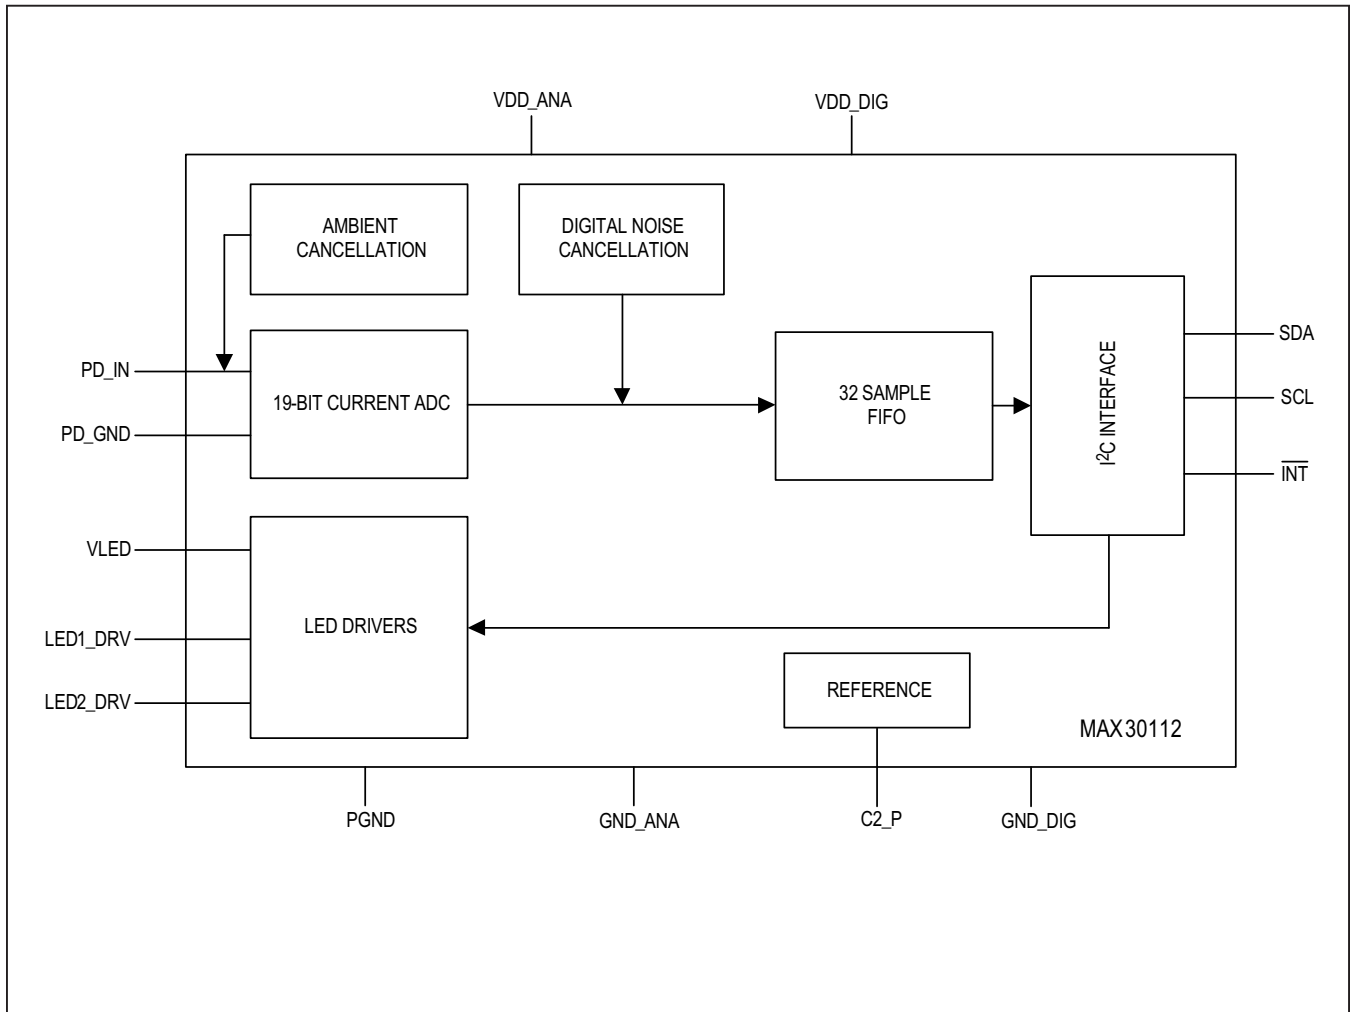 VDD_ANA
VDD_DIG
AMBIENT
CANCELLATION
DIGITAL NOISE
CANCELLATION
PD_IN
PD_GND
19-BIT CURRENT ADC
32 SAMPLE
FIFO
I²C INTERFACE
SDA
SCL
I̅N̅T̅
VLED
LED1_DRV
LED2_DRV
LED DRIVERS
REFERENCE
MAX30112
PGND
GND_ANA
C2_P
GND_DIG